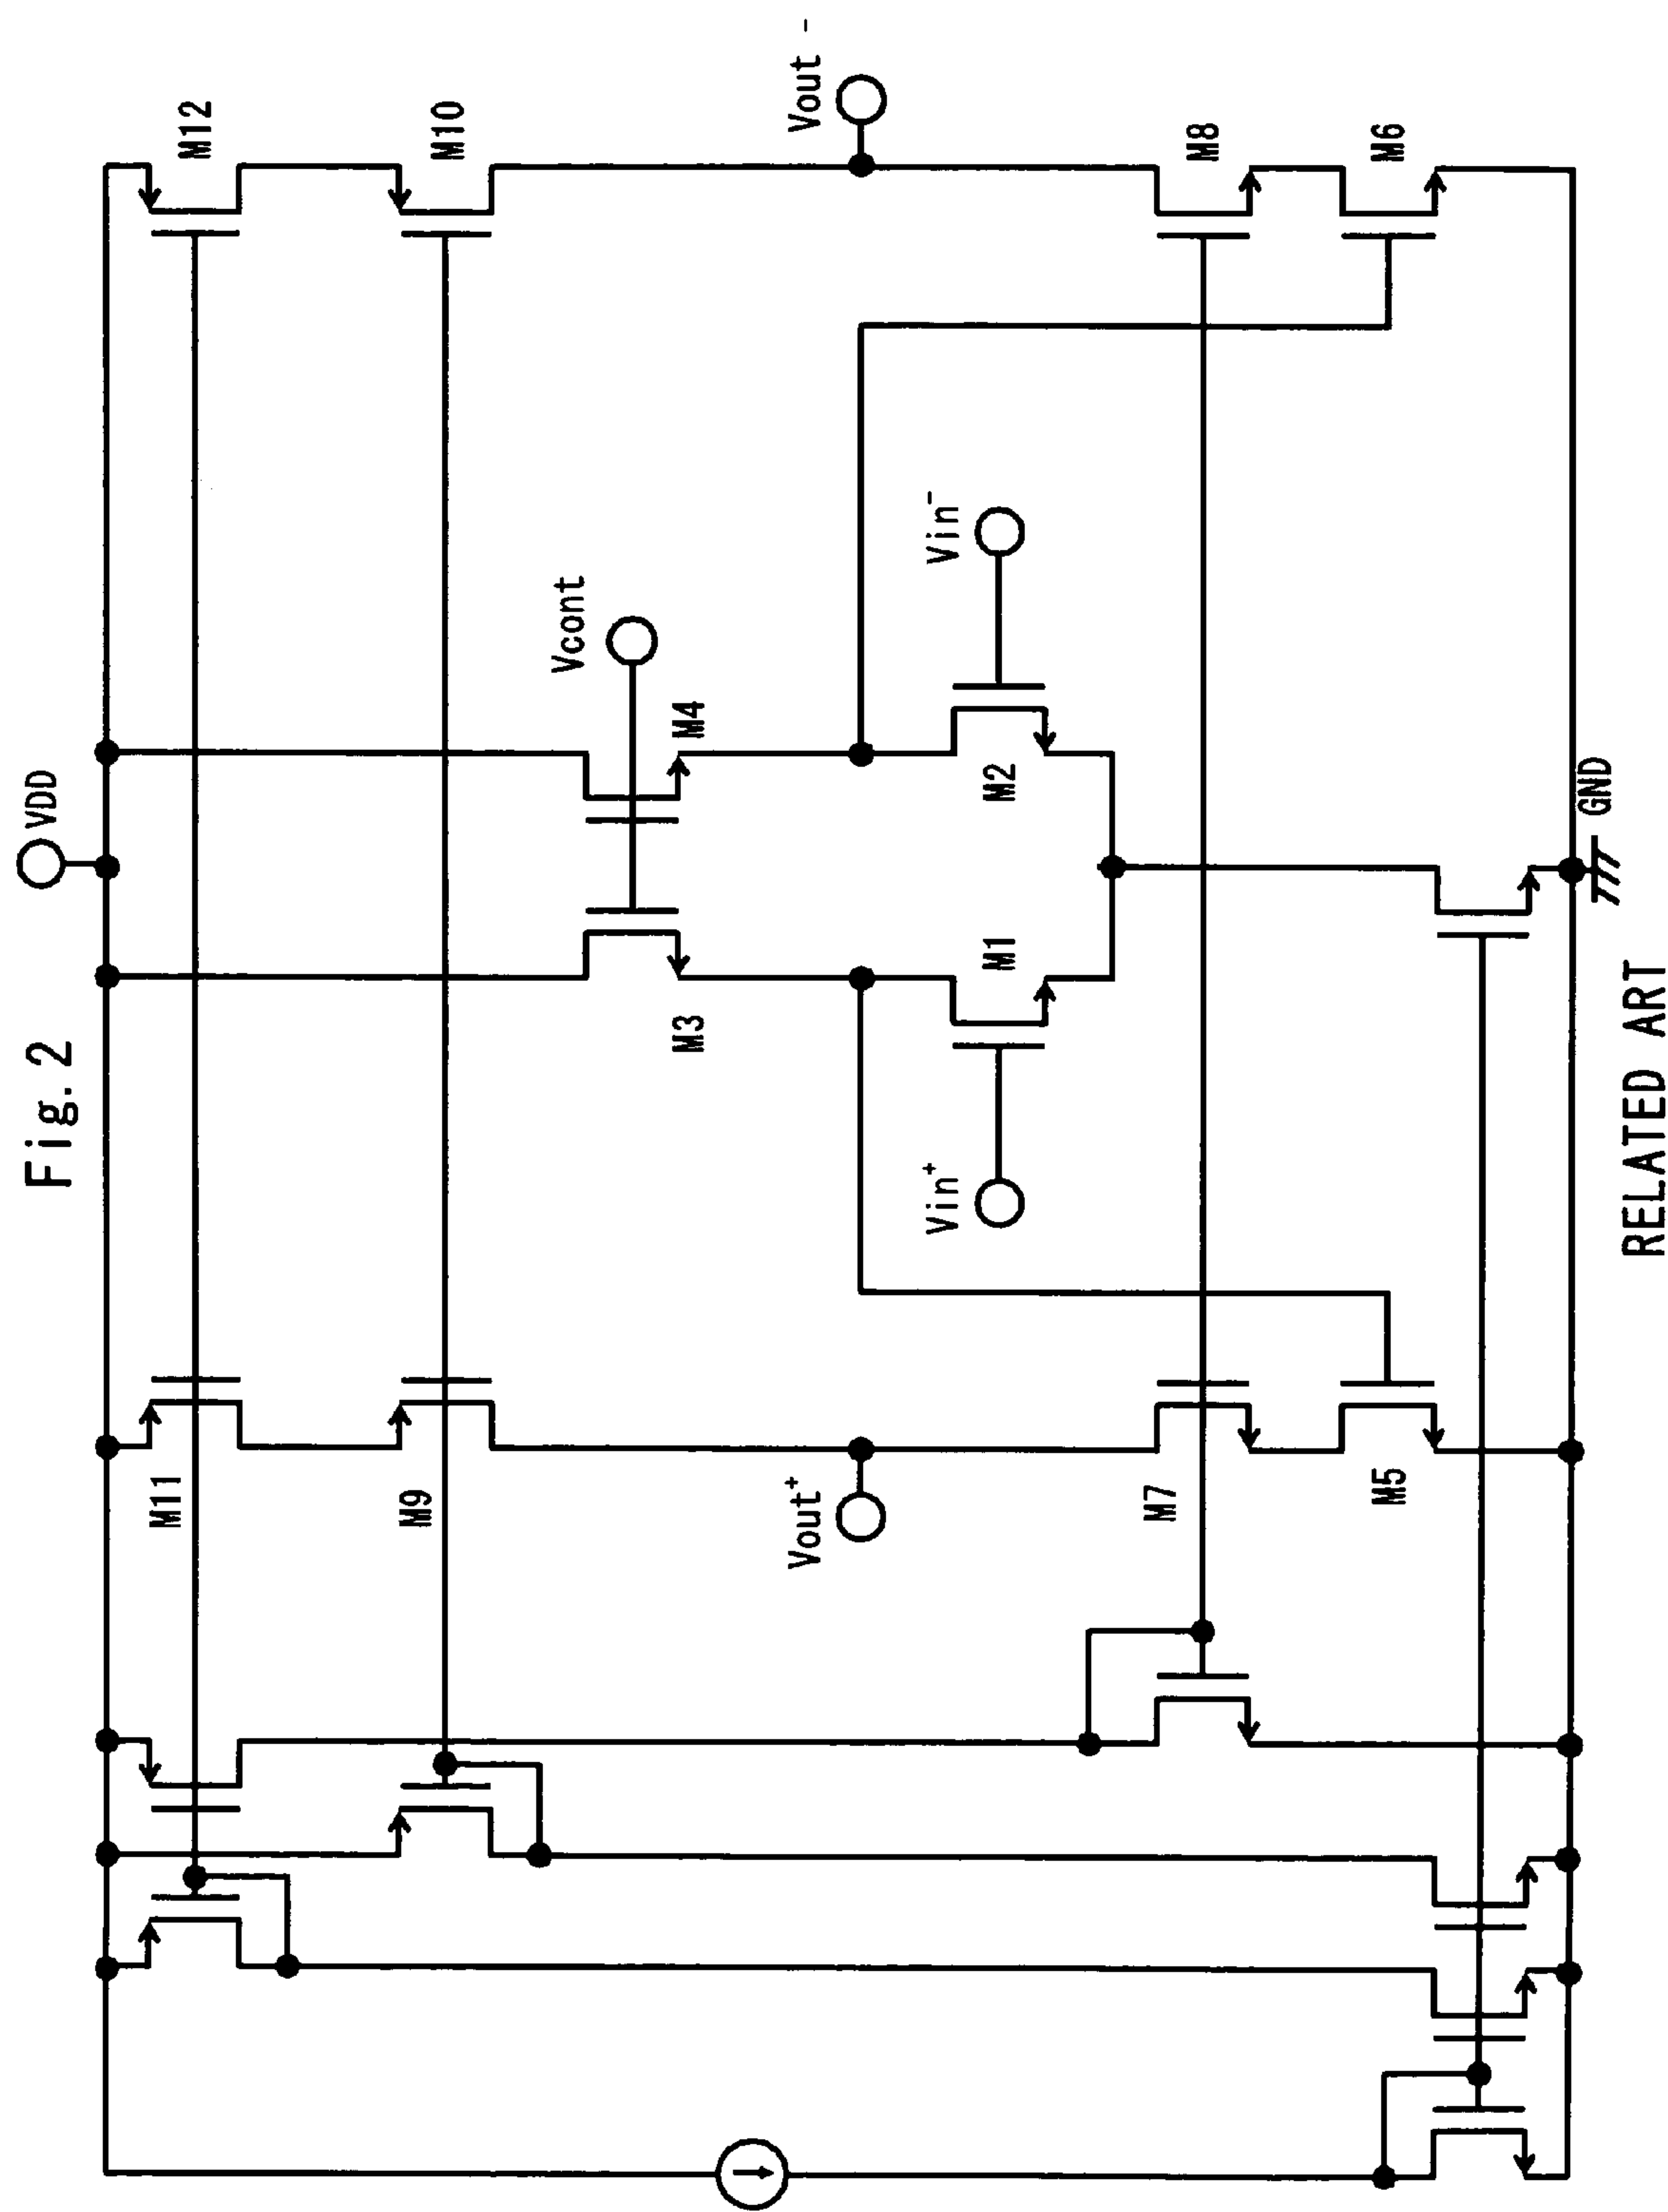 Fig. 2
VDD
M12
M11
M10
M9
Vcont
M4
M3
Vout -
Vout+
Vin-
Vin+
M2
M1
M8
M7
M6
M5
GND
RELATED ART